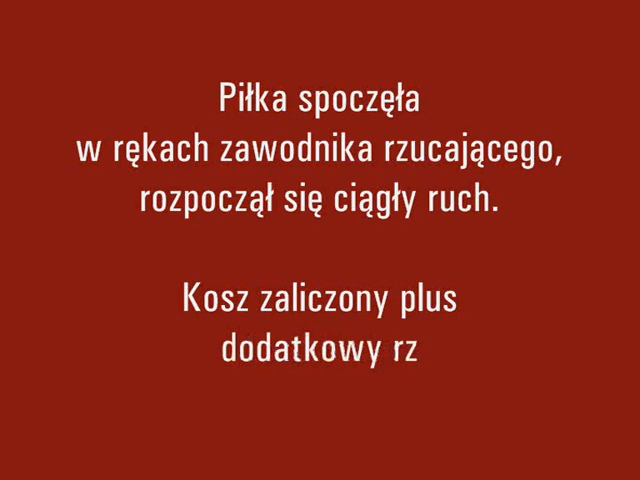 Piłka spoczęła
w rękach zawodnika rzucającego,
rozpoczął się ciągły ruch.
Kosz zaliczony plus
dodatkowy rz